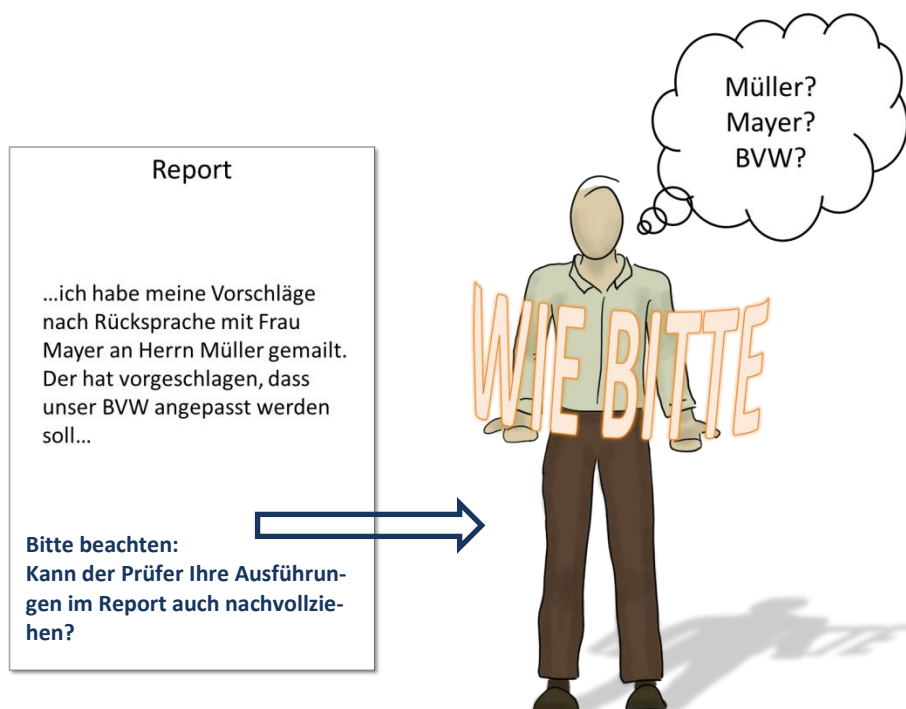 Report
...ich habe meine Vorschläge
nach Rücksprache mit Frau
Mayer an Herrn Müller gemailt.
Der hat vorgeschlagen, dass
unser BVW angepasst werden
soll...
Bitte beachten:
Kann der Prüfer Ihre Ausführun-
gen im Report auch nachvollzie-
hen?
Müller?
Mayer?
BVW?
WIE BITTE